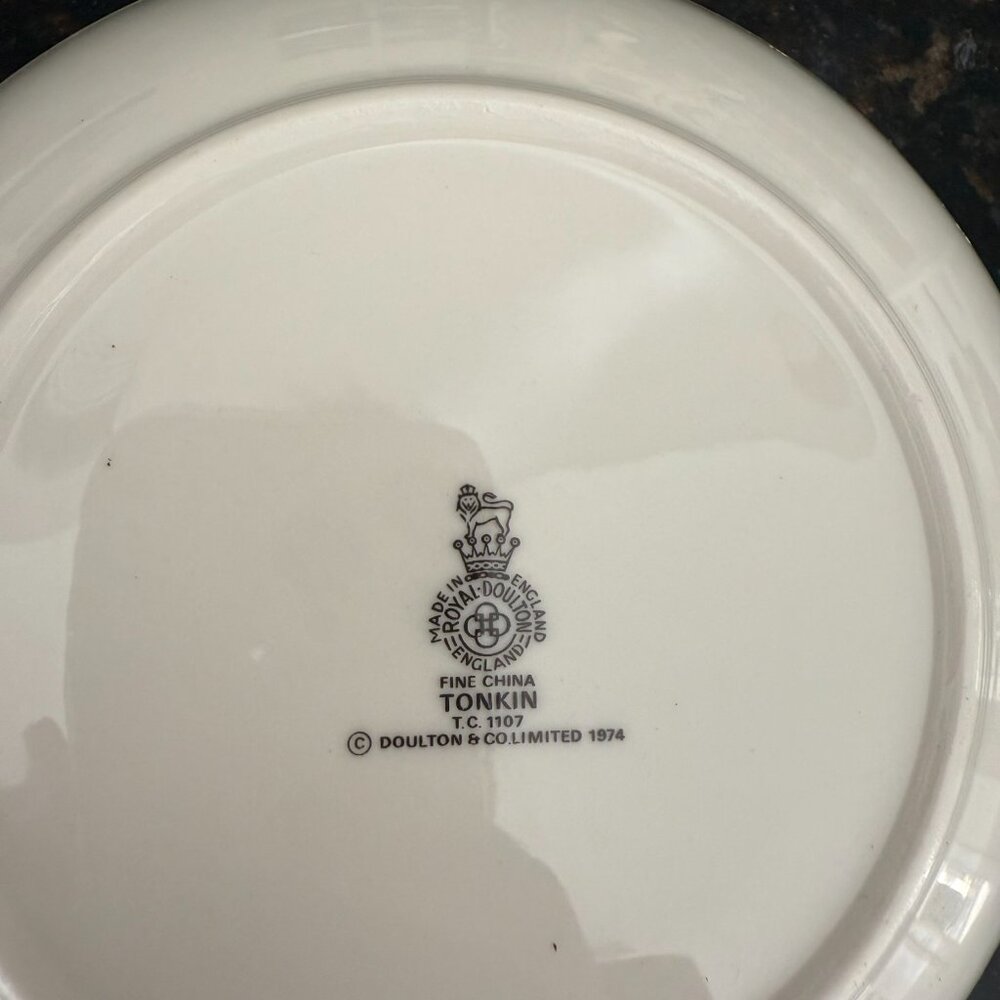 MADE IN ENGLAND
ROYAL·DOULTON
ENGLAND
FINE CHINA
TONKIN
T.C. 1107
© DOULTON & CO.LIMITED 1974